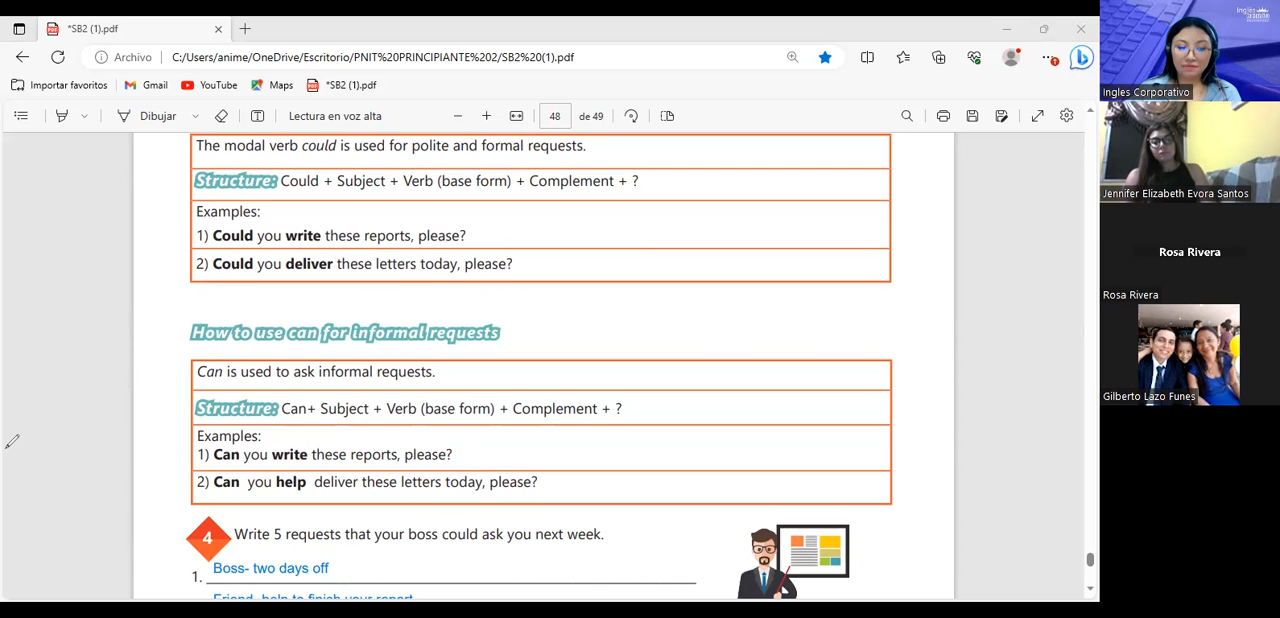 *SB2 (1).pdf
Archivo
C:/Users/anime/OneDrive/Escritorio/PNIT%20PRINCIPIANTE%202/SB2%20(1).pdf
Importar favoritos
Gmail
YouTube
Maps
*SB2 (1).pdf
Dibujar
Lectura en voz alta
48
de 49
The modal verb could is used for polite and formal requests.
Structure: Could + Subject + Verb (base form) + Complement + ?
Examples:
1) Could you write these reports, please?
2) Could you deliver these letters today, please?
How to use can for informal requests
Can is used to ask informal requests.
Structure: Can+ Subject + Verb (base form) + Complement + ?
Examples:
1) Can you write these reports, please?
2) Can you help deliver these letters today, please?
4
Write 5 requests that your boss could ask you next week.
Boss- two days off
1.
Friend- help to finish your report
Ingles Corporativo
Jennifer Elizabeth Evora Santos
Rosa Rivera
Rosa Rivera
Gilberto Lazo Funes